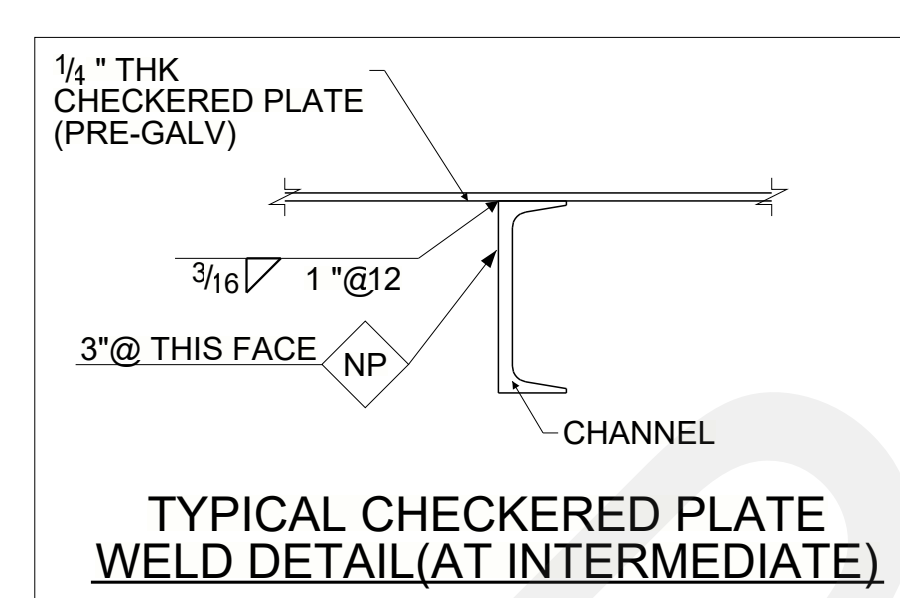 1/4 " THK
CHECKERED PLATE
(PRE-GALV)
3/16 1 "@12
3"@ THIS FACE NP
CHANNEL
TYPICAL CHECKERED PLATE
WELD DETAIL(AT INTERMEDIATE)